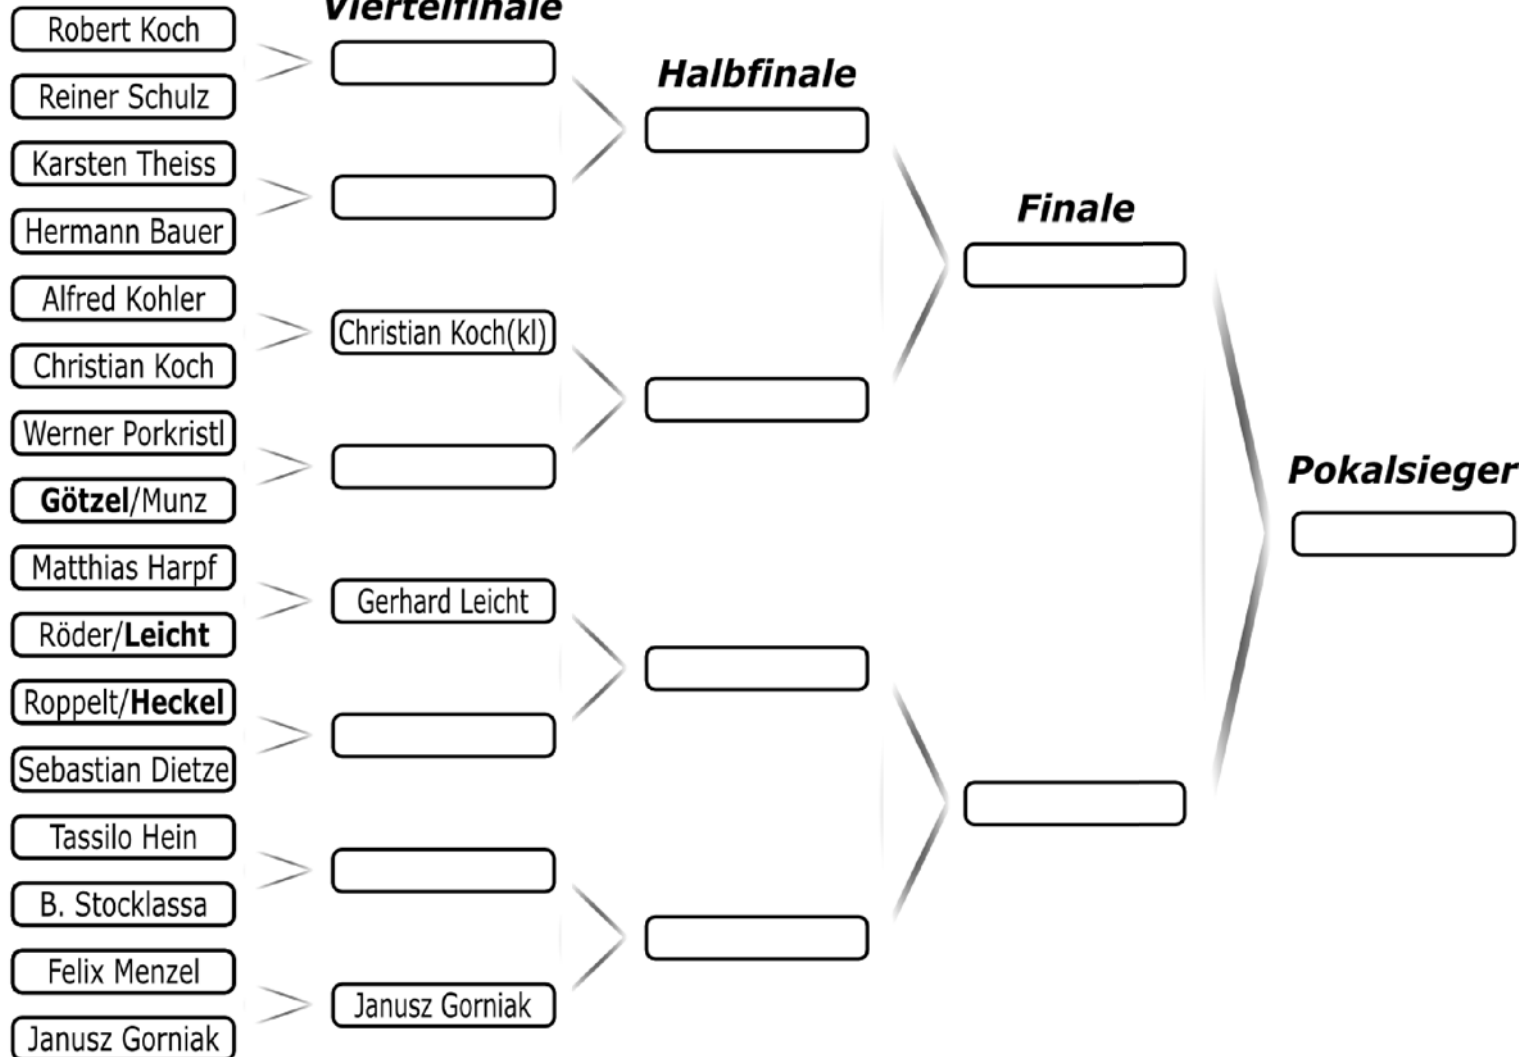 Robert Koch
Reiner Schulz
Karsten Theiss
Hermann Bauer
Alfred Kohler
Christian Koch
Werner Porkristl
Götzel/Munz
Matthias Harpf
Röder/Leicht
Roppelt/Heckel
Sebastian Dietze
Tassilo Hein
B. Stocklassa
Felix Menzel
Janusz Gorniak
Viertelfinale
Christian Koch(kl)
Gerhard Leicht
Janusz Gorniak
Halbfinale
Finale
Pokalsieger